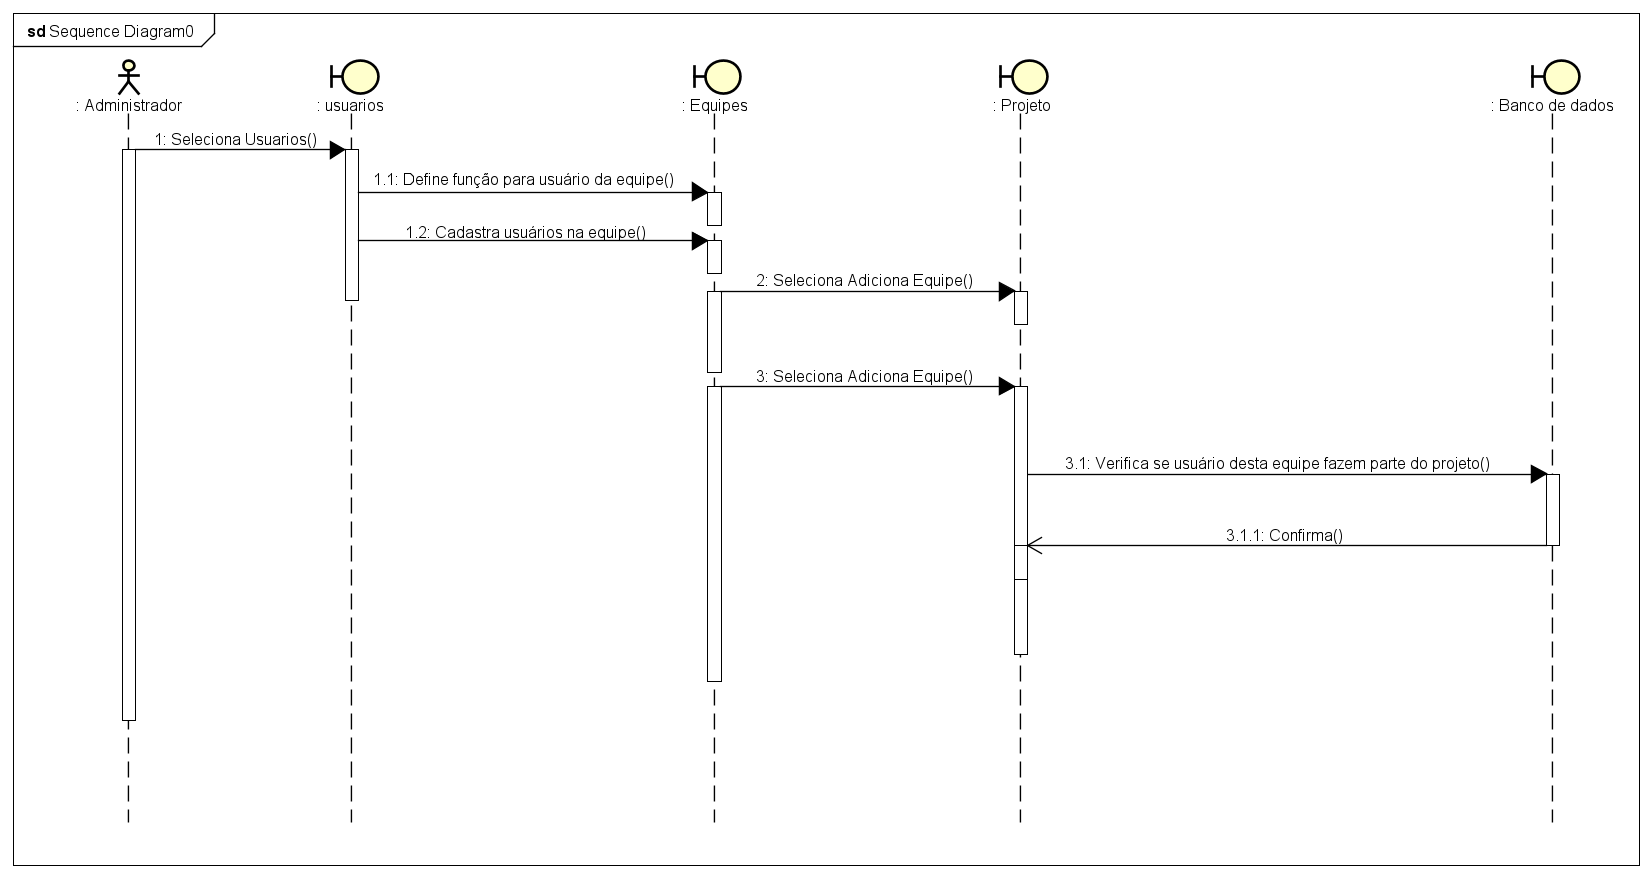 sd Sequence Diagram0
: Administrador
: usuarios
: Equipes
: Projeto
: Banco de dados
1: Seleciona Usuarios()
1.1: Define função para usuário da equipe()
1.2: Cadastra usuários na equipe()
2: Seleciona Adiciona Equipe()
3: Seleciona Adiciona Equipe()
3.1: Verifica se usuário desta equipe fazem parte do projeto()
3.1.1: Confirma()